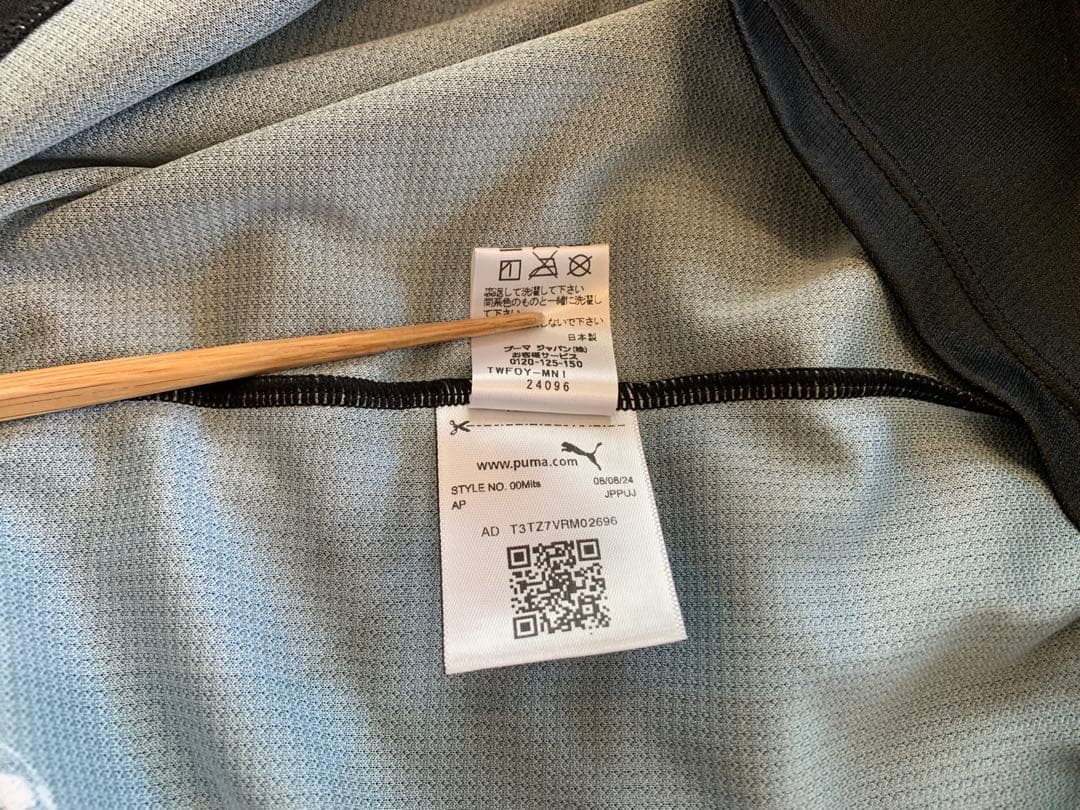 裏返して洗濯して下さい
同系色のものと一緒に洗濯し
て下さい
しないで下さい
日本製
プーマ ジャパン(株)
お客様サービス
0120-125-150
TWFOY-MNI
24096
www.puma.com
STYLE NO. 00Mits 08/08/24
AP JPPUJ
AD T3TZ7VRM02696